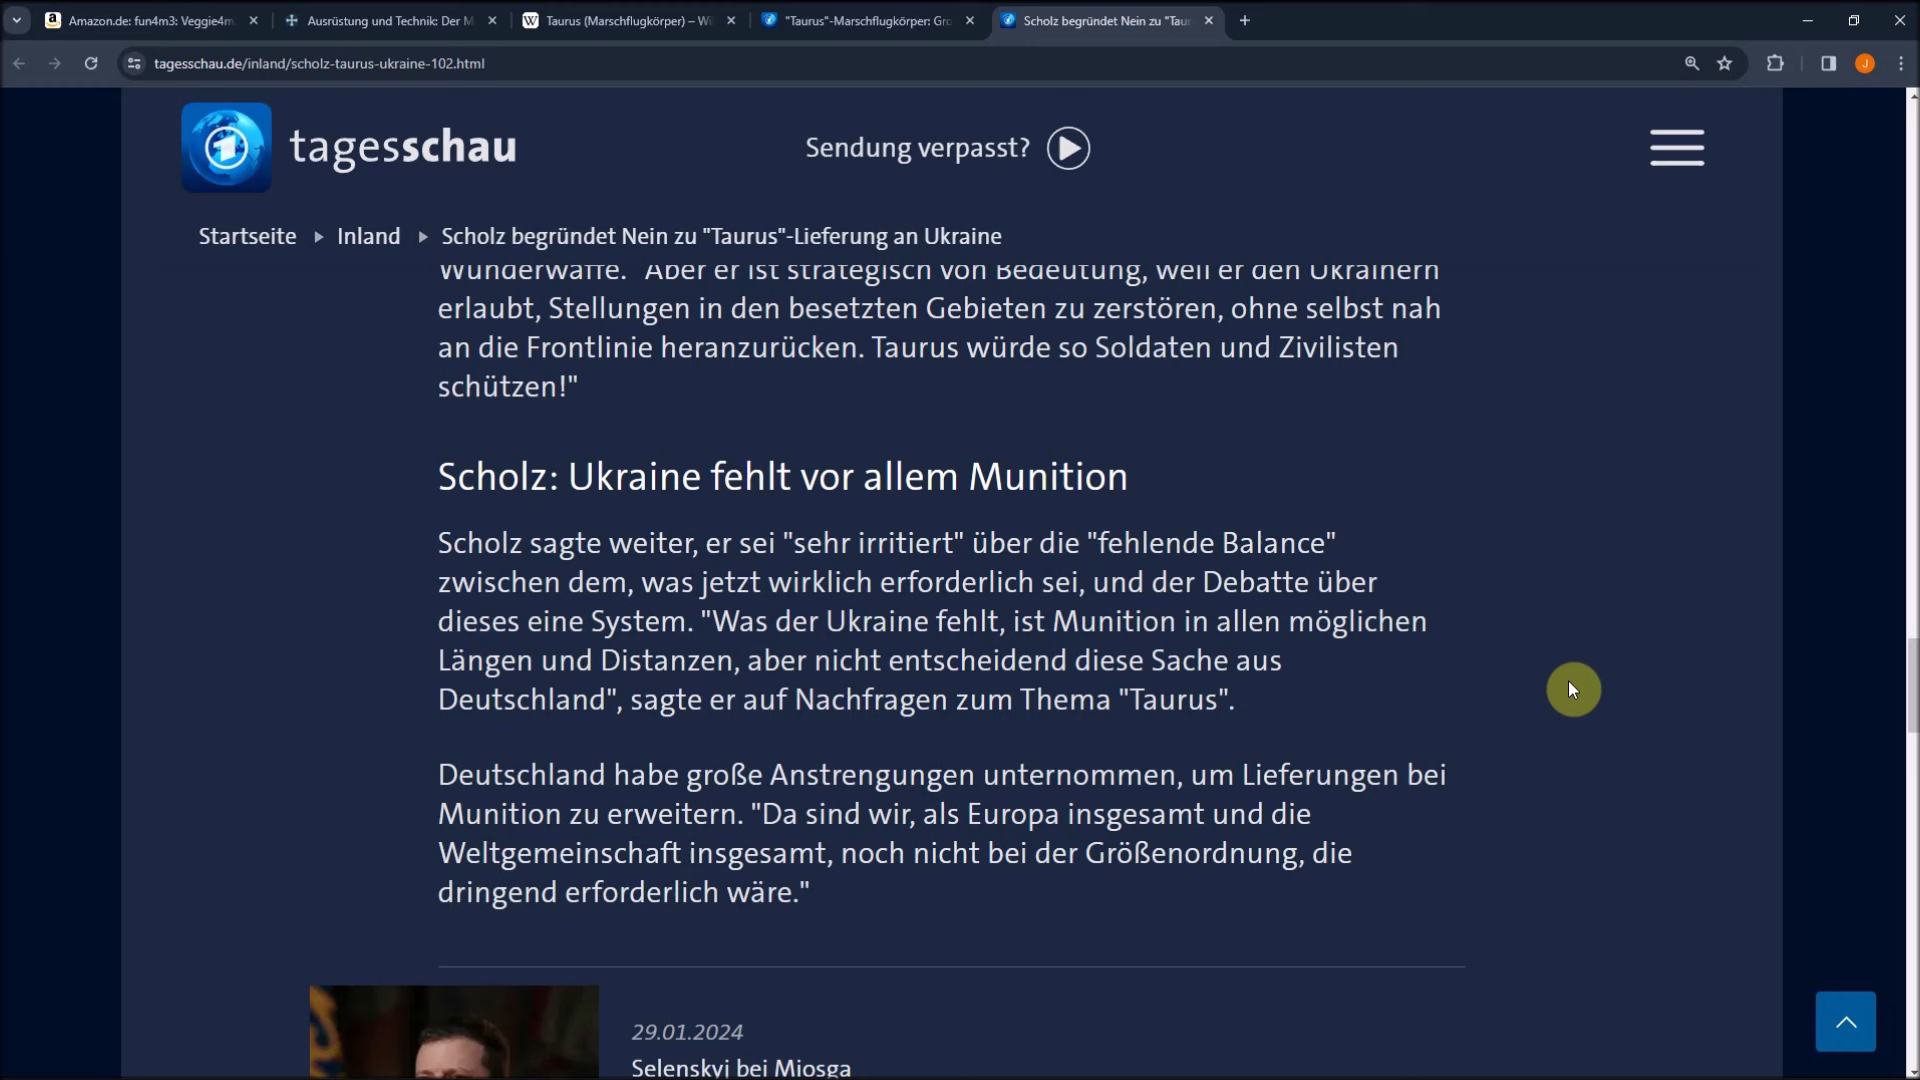 Amazon.de: fun4m3: Veggie4m
Ausrüstung und Technik: Der M
Taurus (Marschflugkörper) – Wi
"Taurus"-Marschflugkörper: Gro
Scholz begründet Nein zu "Taur
tagesschau.de/inland/scholz-taurus-ukraine-102.html
J
tagesschau
Sendung verpasst?
Startseite
Inland
Scholz begründet Nein zu "Taurus"-Lieferung an Ukraine
Wunderwaffe. "Aber er ist strategisch von Bedeutung, weil er den Ukrainern
erlaubt, Stellungen in den besetzten Gebieten zu zerstören, ohne selbst nah
an die Frontlinie heranzurücken. Taurus würde so Soldaten und Zivilisten
schützen!"
Scholz: Ukraine fehlt vor allem Munition
Scholz sagte weiter, er sei "sehr irritiert" über die "fehlende Balance"
zwischen dem, was jetzt wirklich erforderlich sei, und der Debatte über
dieses eine System. "Was der Ukraine fehlt, ist Munition in allen möglichen
Längen und Distanzen, aber nicht entscheidend diese Sache aus
Deutschland", sagte er auf Nachfragen zum Thema "Taurus".
Deutschland habe große Anstrengungen unternommen, um Lieferungen bei
Munition zu erweitern. "Da sind wir, als Europa insgesamt und die
Weltgemeinschaft insgesamt, noch nicht bei der Größenordnung, die
dringend erforderlich wäre."
29.01.2024
Selenskyj bei Miosga